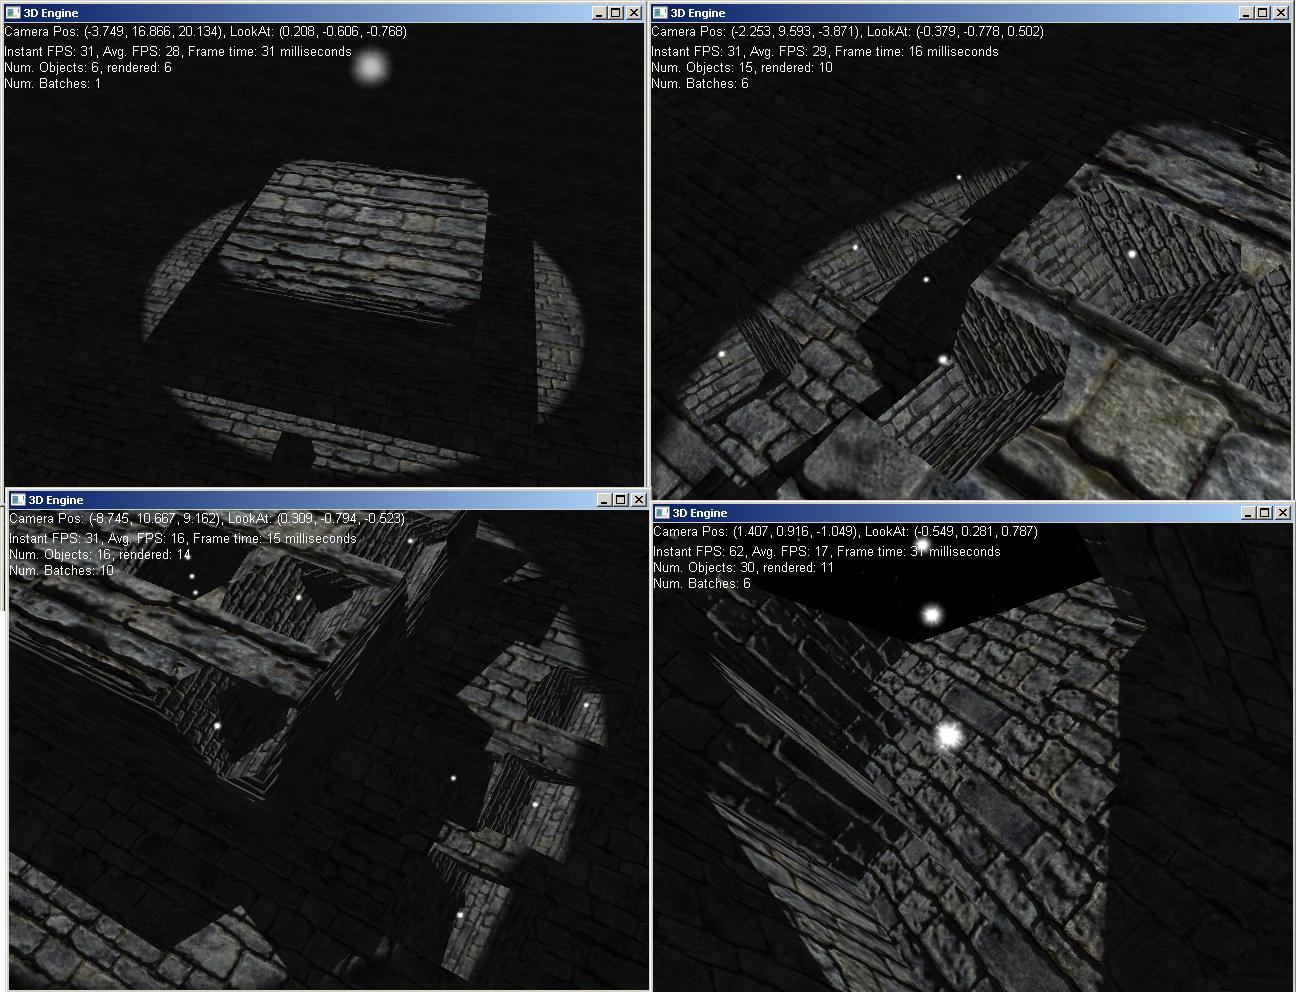 3D Engine
Camera Pos: (-3.749, 16.866, 20.134), LookAt: (0.208, -0.606, -0.768)
Instant FPS: 31, Avg. FPS: 28, Frame time: 31 milliseconds
Num. Objects: 6, rendered: 6
Num. Batches: 1
3D Engine
Camera Pos: (-2.253, 9.593, -3.871), LookAt: (-0.379, -0.778, 0.502)
Instant FPS: 31, Avg. FPS: 29, Frame time: 16 milliseconds
Num. Objects: 15, rendered: 10
Num. Batches: 6
3D Engine
Camera Pos: (-8.745, 10.667, 9.162), LookAt: (0.309, -0.794, -0.523)
Instant FPS: 31, Avg. FPS: 16, Frame time: 15 milliseconds
Num. Objects: 16, rendered: 14
Num. Batches: 10
3D Engine
Camera Pos: (1.407, 0.916, -1.049), LookAt: (-0.549, 0.281, 0.787)
Instant FPS: 62, Avg. FPS: 17, Frame time: 31 milliseconds
Num. Objects: 30, rendered: 11
Num. Batches: 6